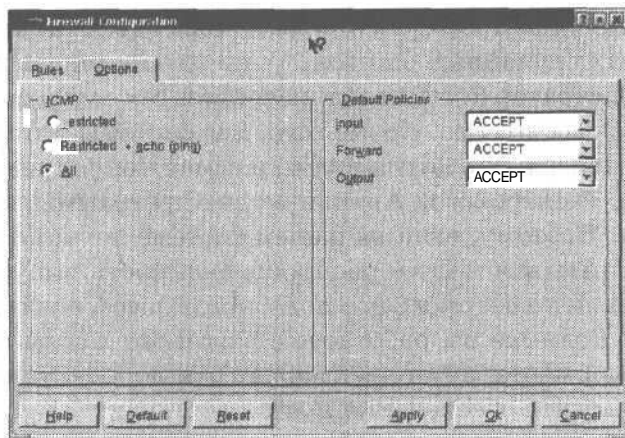 Firewall Configuration
Rules Options
ICMP
estricted
Restricted + echo (ping)
All
Default Policies
Input ACCEPT
Forward ACCEPT
Output ACCEPT
Help Default Reset Apply Ok Cancel